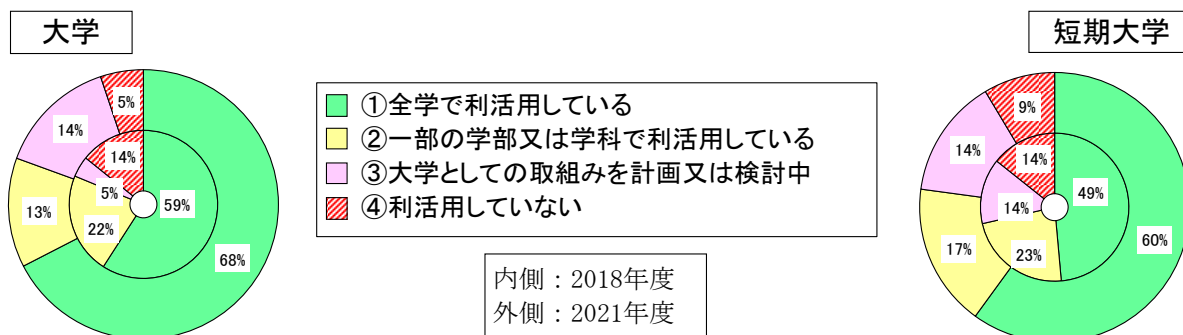 大学
短期大学
5%
14%
13%
68%
14%
5%
22%
59%
①全学で利活用している
②一部の学部又は学科で利活用している
③大学としての取組みを計画又は検討中
④利活用していない
内側：2018年度
外側：2021年度
9%
14%
17%
60%
14%
14%
23%
49%